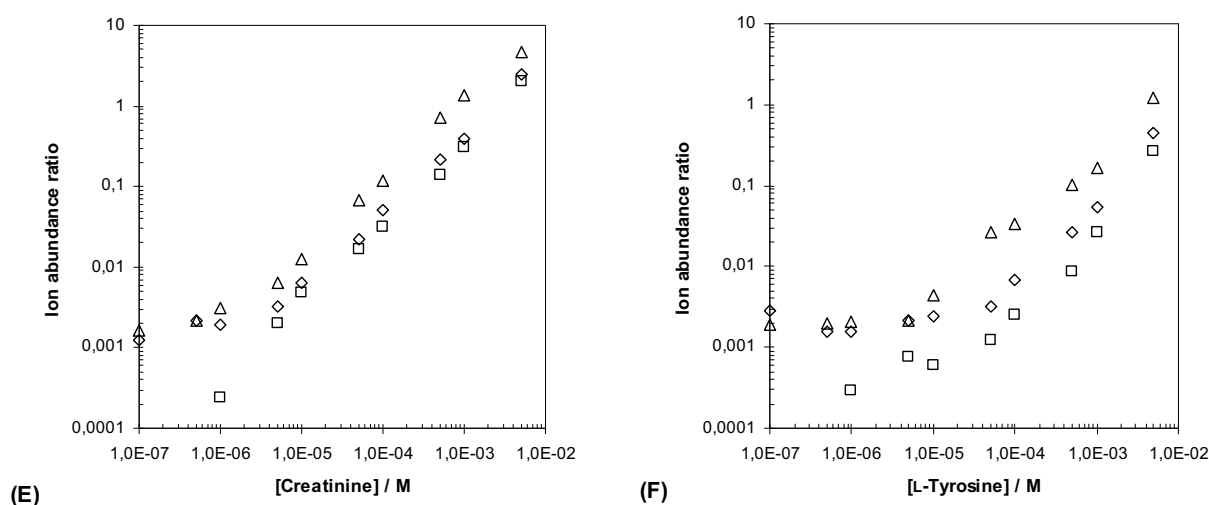 10
1
0,1
0,01
0,001
0,0001
Ion abundance ratio
1,0E-07 1,0E-06 1,0E-05 1,0E-04 1,0E-03 1,0E-02
[Creatinine] / M
(E)
10
1
0,1
0,01
0,001
0,0001
Ion abundance ratio
1,0E-07 1,0E-06 1,0E-05 1,0E-04 1,0E-03 1,0E-02
[L-Tyrosine] / M
(F)